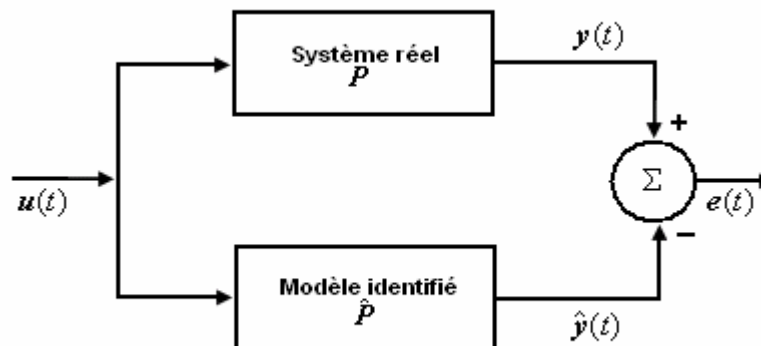 Système réel
P
y(t)
+
u(t)
Σ
e(t)
−
Modèle identifié
P̂
ŷ(t)